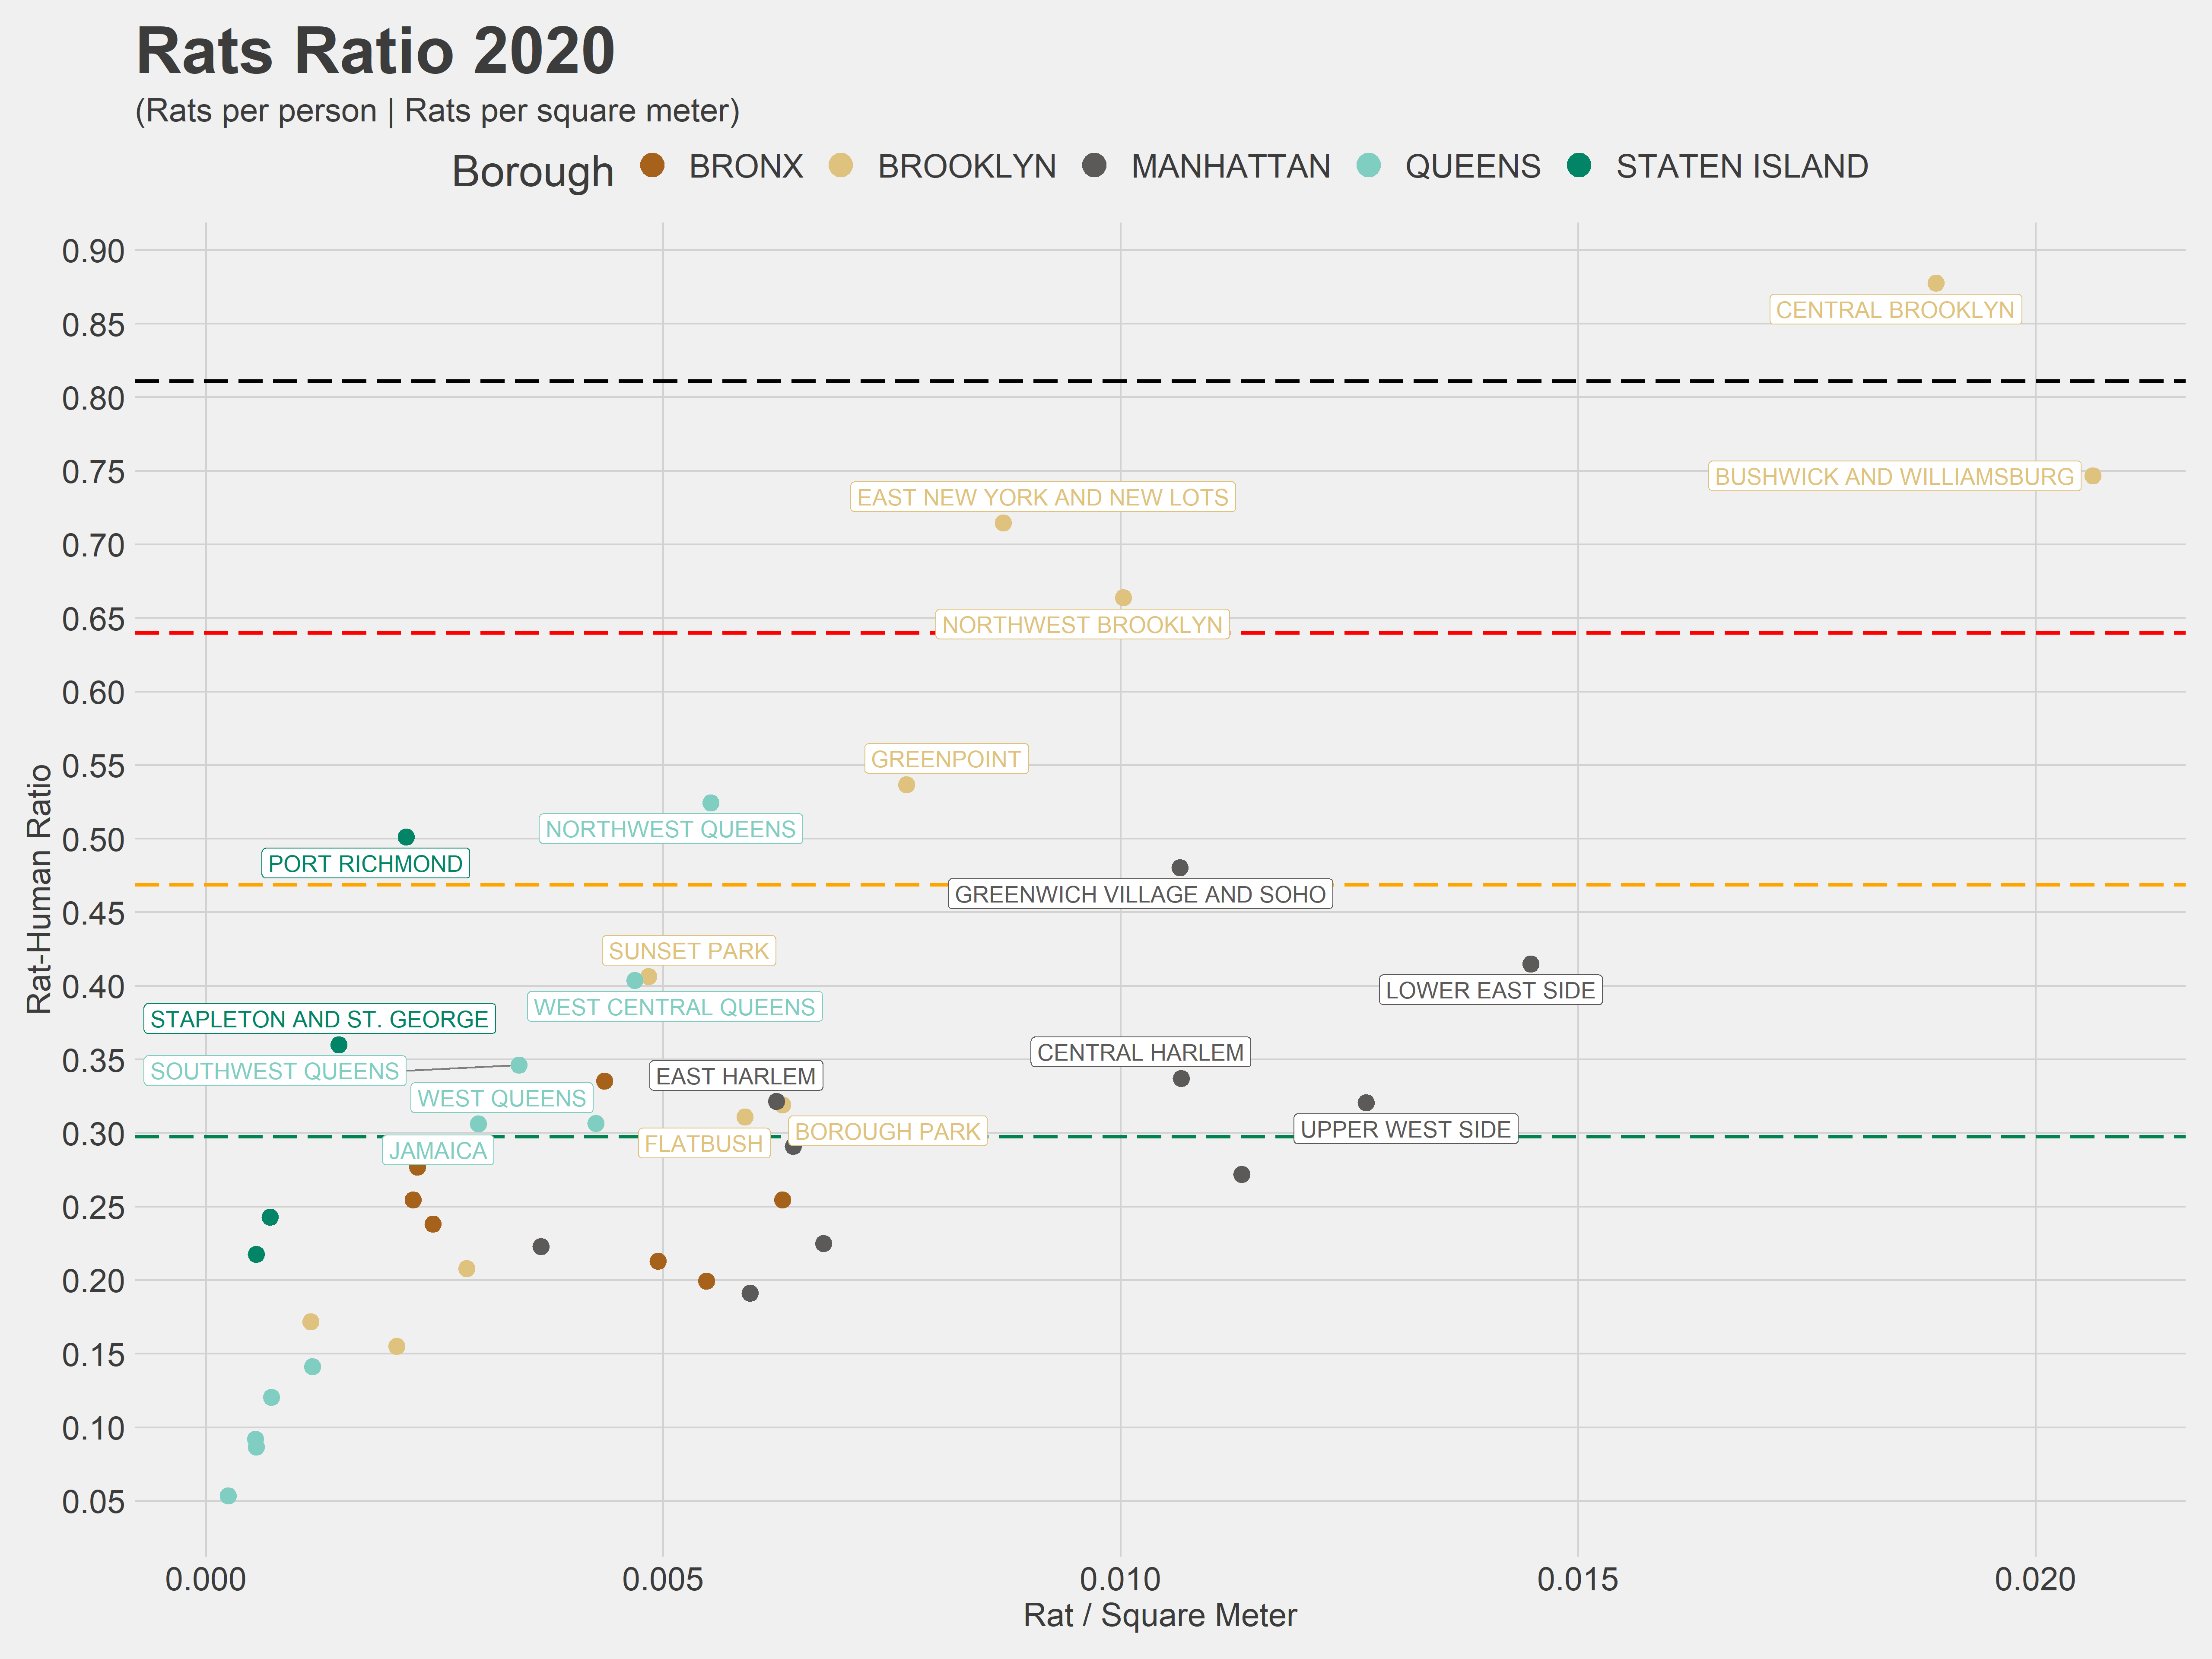 Rats Ratio 2020
(Rats per person | Rats per square meter)
Borough BRONX BROOKLYN MANHATTAN QUEENS STATEN ISLAND
0.90
CENTRAL BROOKLYN
0.85
0.80
0.75
BUSHWICK AND WILLIAMSBURG
EAST NEW YORK AND NEW LOTS
0.70
0.65
NORTHWEST BROOKLYN
0.60
GREENPOINT
0.55
NORTHWEST QUEENS
0.50
PORT RICHMOND
GREENWICH VILLAGE AND SOHO
0.45
SUNSET PARK
LOWER EAST SIDE
0.40
WEST CENTRAL QUEENS
STAPLETON AND ST. GEORGE
CENTRAL HARLEM
0.35
SOUTHWEST QUEENS
EAST HARLEM
WEST QUEENS
UPPER WEST SIDE
BOROUGH PARK
0.30
FLATBUSH
JAMAICA
0.25
0.20
0.15
0.10
0.05
Rat-Human Ratio
0.000 0.005 0.010 0.015 0.020
Rat / Square Meter